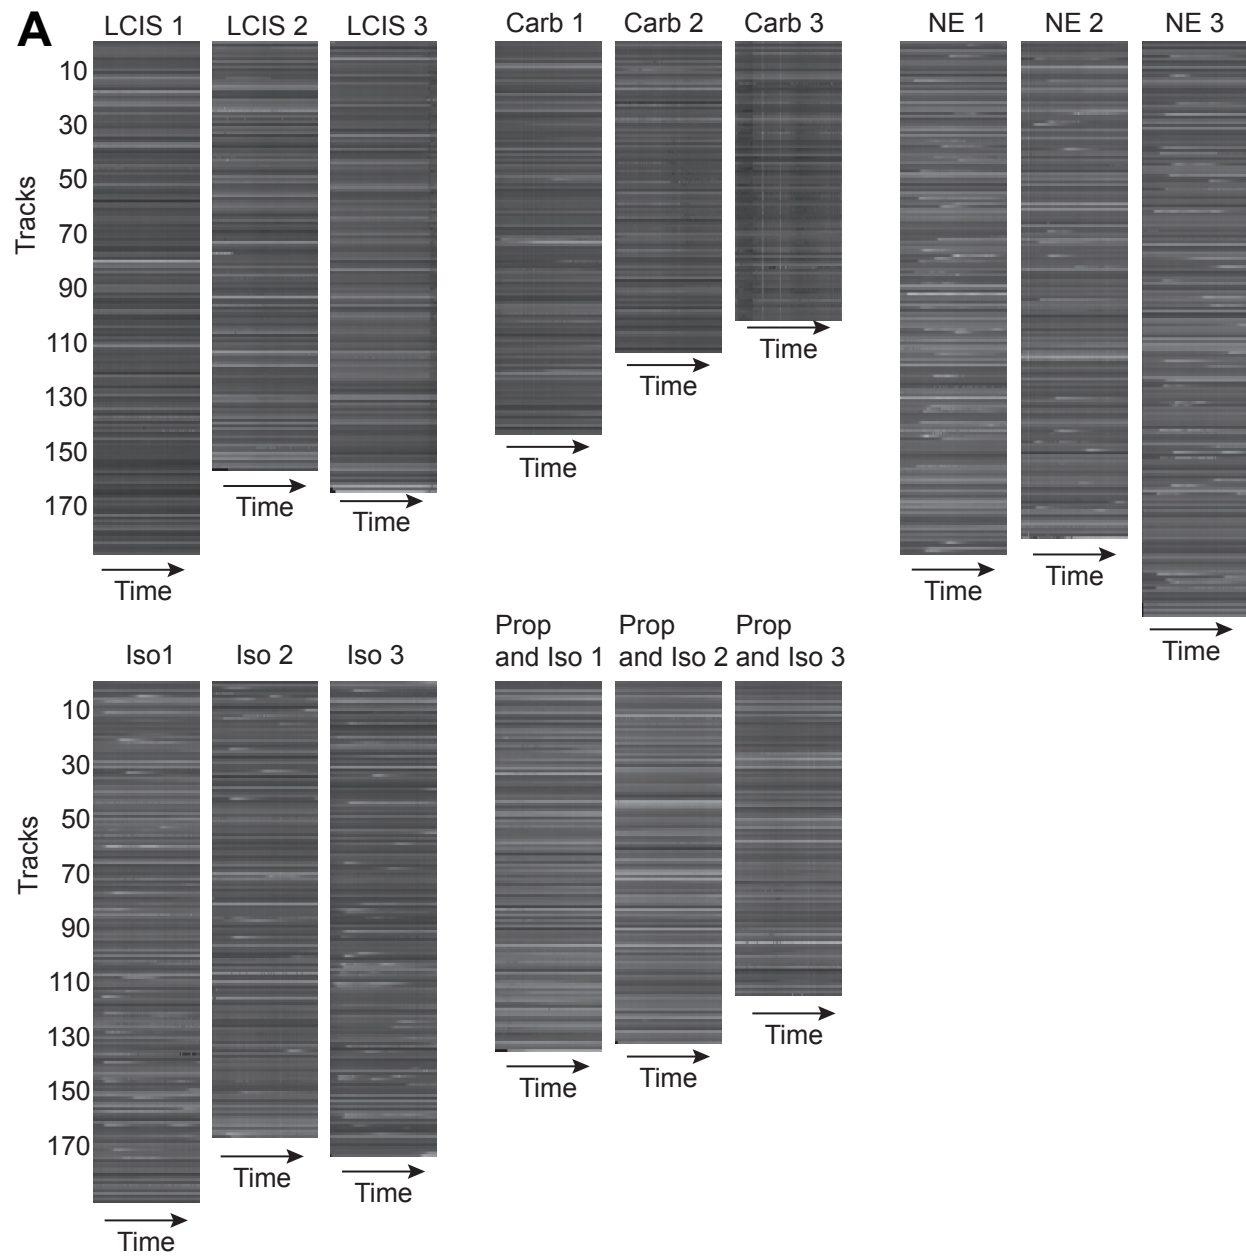 A
LCIS 1
LCIS 2
LCIS 3
Carb 1
Carb 2
Carb 3
NE 1
NE 2
NE 3
Tracks
10
30
50
70
90
110
130
150
170
Time
Time
Time
Time
Time
Time
Time
Time
Time
Iso1
Iso 2
Iso 3
Prop
and Iso 1
Prop
and Iso 2
Prop
and Iso 3
Tracks
10
30
50
70
90
110
130
150
170
Time
Time
Time
Time
Time
Time